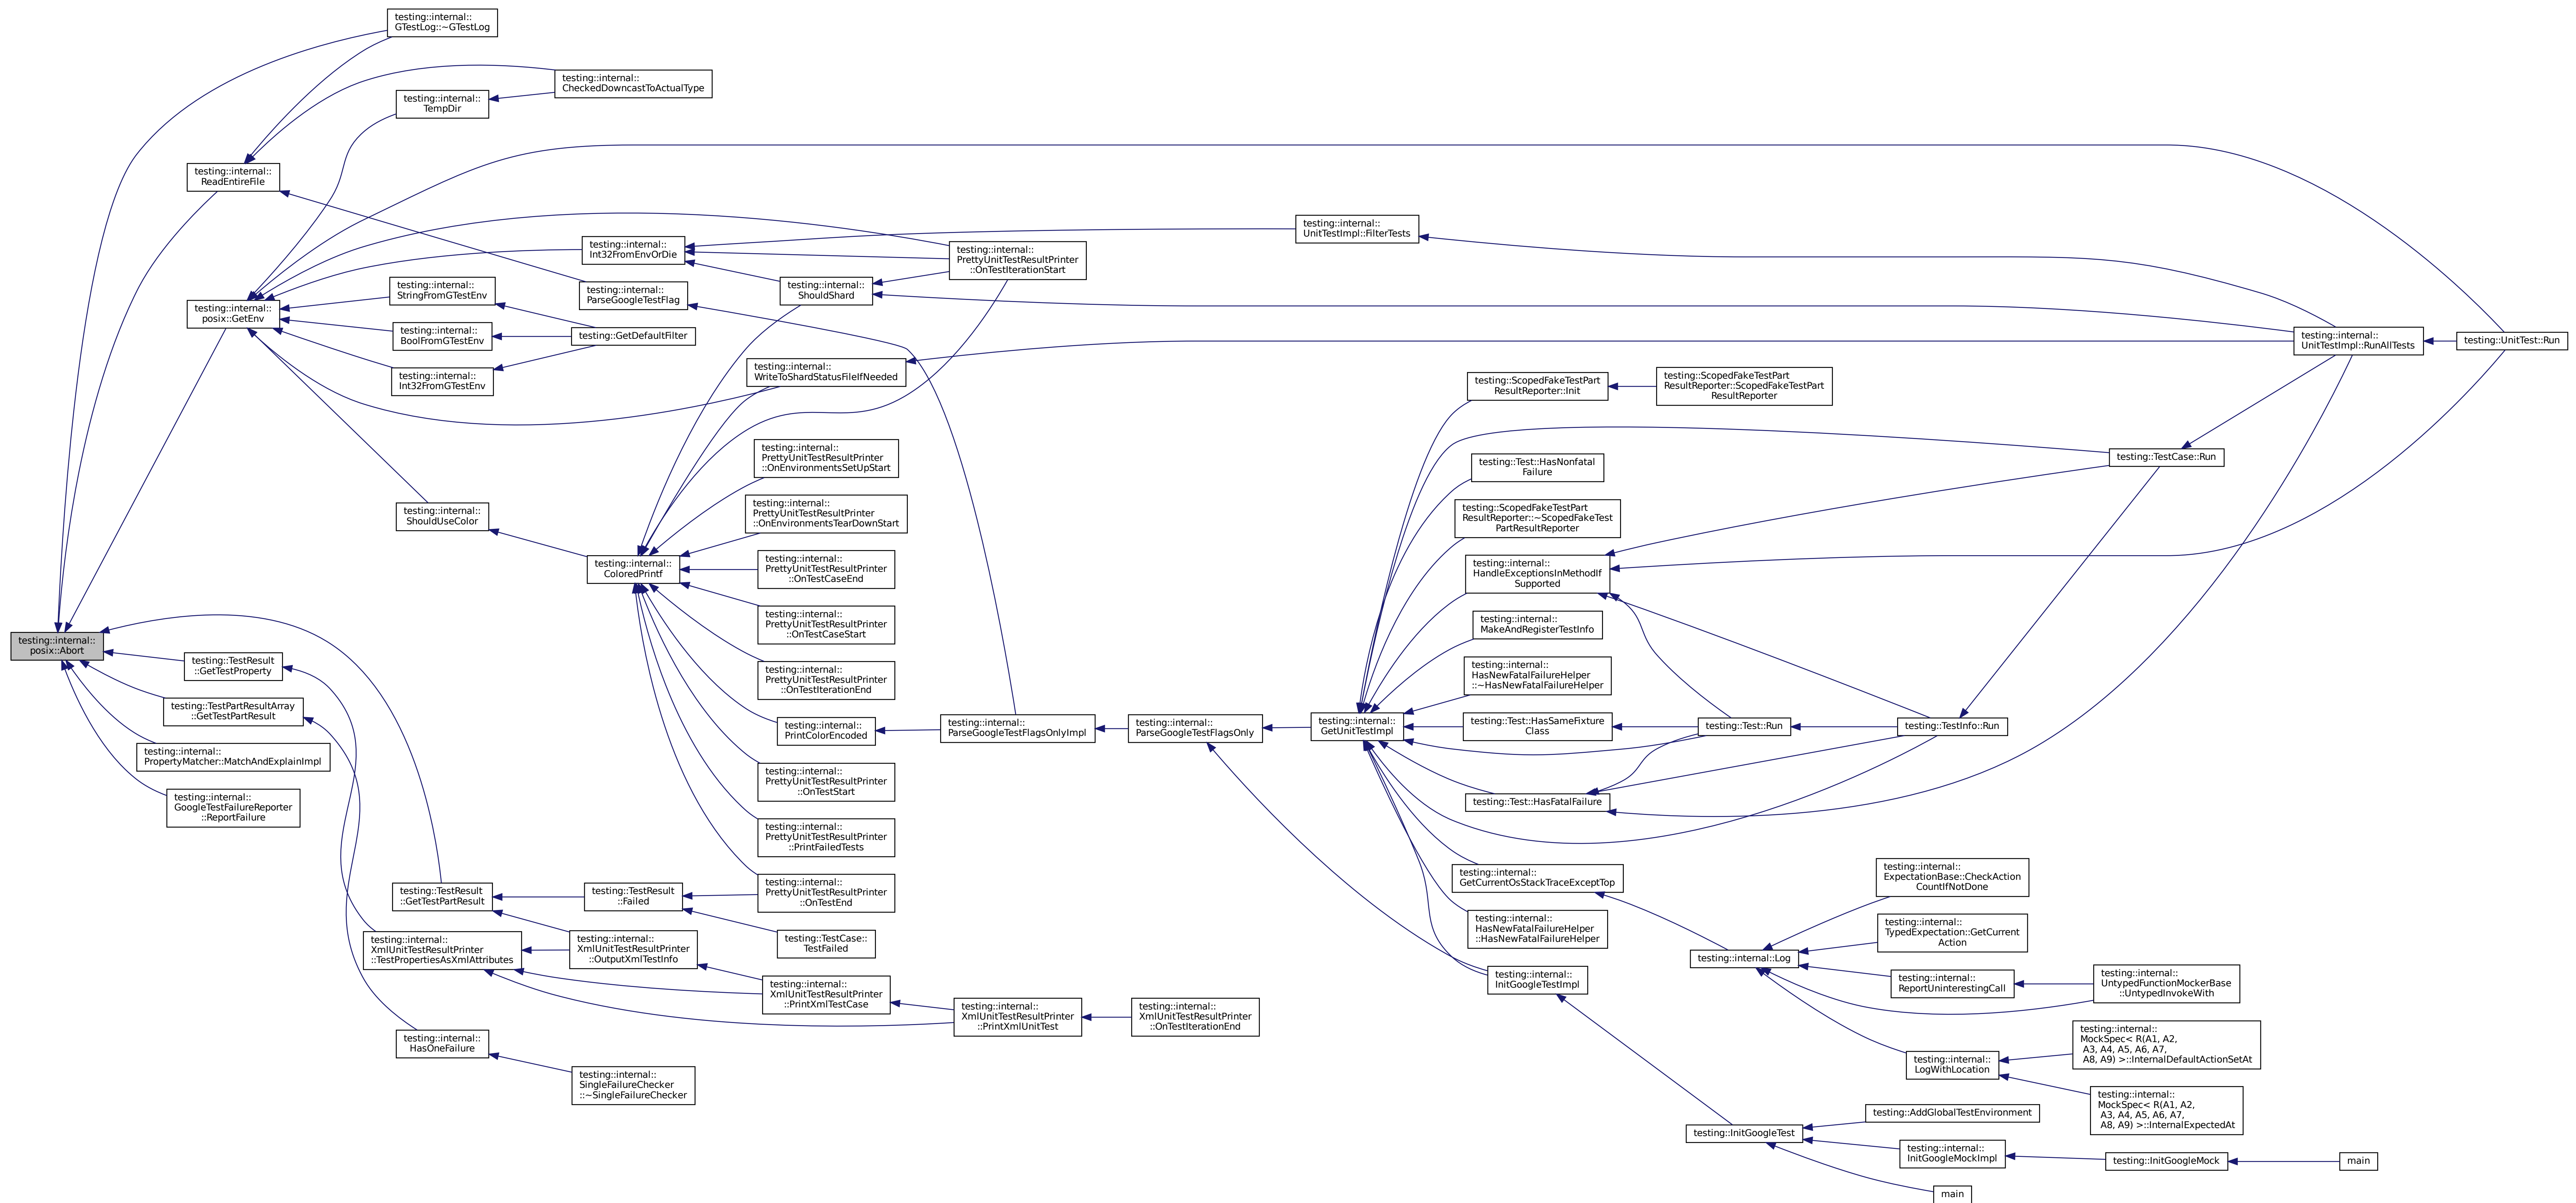 testing::internal::
GTestLog::~GTestLog
testing::internal::
CheckedDowncastToActualType
testing::internal::
TempDir
testing::internal::
ReadEntireFile
testing::internal::
UnitTestImpl::FilterTests
testing::internal::
Int32FromEnvOrDie
testing::internal::
PrettyUnitTestResultPrinter
::OnTestIterationStart
testing::internal::
StringFromGTestEnv
testing::internal::
ParseGoogleTestFlag
testing::internal::
ShouldShard
testing::internal::
posix::GetEnv
testing::internal::
BoolFromGTestEnv
testing::GetDefaultFilter
testing::internal::
UnitTestImpl::RunAllTests
testing::UnitTest::Run
testing::internal::
Int32FromGTestEnv
testing::internal::
WriteToShardStatusFileIfNeeded
testing::ScopedFakeTestPart
ResultReporter::Init
testing::ScopedFakeTestPart
ResultReporter::ScopedFakeTestPart
ResultReporter
testing::internal::
PrettyUnitTestResultPrinter
::OnEnvironmentsSetUpStart
testing::Test::HasNonfatal
Failure
testing::TestCase::Run
testing::internal::
ShouldUseColor
testing::internal::
PrettyUnitTestResultPrinter
::OnEnvironmentsTearDownStart
testing::ScopedFakeTestPart
ResultReporter::~ScopedFakeTest
PartResultReporter
testing::internal::
ColoredPrintf
testing::internal::
PrettyUnitTestResultPrinter
::OnTestCaseEnd
testing::internal::
HandleExceptionsInMethodIf
Supported
testing::internal::
PrettyUnitTestResultPrinter
::OnTestCaseStart
testing::internal::
MakeAndRegisterTestInfo
testing::internal::
posix::Abort
testing::TestResult
::GetTestProperty
testing::internal::
PrettyUnitTestResultPrinter
::OnTestIterationEnd
testing::internal::
HasNewFatalFailureHelper
::~HasNewFatalFailureHelper
testing::TestPartResultArray
::GetTestPartResult
testing::internal::
PrintColorEncoded
testing::internal::
ParseGoogleTestFlagsOnlyImpl
testing::internal::
ParseGoogleTestFlagsOnly
testing::internal::
GetUnitTestImpl
testing::Test::HasSameFixture
Class
testing::Test::Run
testing::TestInfo::Run
testing::internal::
PropertyMatcher::MatchAndExplainImpl
testing::internal::
PrettyUnitTestResultPrinter
::OnTestStart
testing::internal::
GoogleTestFailureReporter
::ReportFailure
testing::Test::HasFatalFailure
testing::internal::
PrettyUnitTestResultPrinter
::PrintFailedTests
testing::TestResult
::GetTestPartResult
testing::TestResult
::Failed
testing::internal::
PrettyUnitTestResultPrinter
::OnTestEnd
testing::internal::
GetCurrentOsStackTraceExceptTop
testing::internal::
ExpectationBase::CheckAction
CountIfNotDone
testing::internal::
XmlUnitTestResultPrinter
::TestPropertiesAsXmlAttributes
testing::internal::
XmlUnitTestResultPrinter
::OutputXmlTestInfo
testing::TestCase::
TestFailed
testing::internal::
HasNewFatalFailureHelper
::HasNewFatalFailureHelper
testing::internal::
TypedExpectation::GetCurrent
Action
testing::internal::Log
testing::internal::
XmlUnitTestResultPrinter
::PrintXmlTestCase
testing::internal::
InitGoogleTestImpl
testing::internal::
ReportUninterestingCall
testing::internal::
UntypedFunctionMockerBase
::UntypedInvokeWith
testing::internal::
XmlUnitTestResultPrinter
::PrintXmlUnitTest
testing::internal::
XmlUnitTestResultPrinter
::OnTestIterationEnd
testing::internal::
HasOneFailure
testing::internal::
MockSpec< R(A1, A2,
A3, A4, A5, A6, A7,
A8, A9) >::InternalDefaultActionSetAt
testing::internal::
LogWithLocation
testing::internal::
SingleFailureChecker
::~SingleFailureChecker
testing::internal::
MockSpec< R(A1, A2,
A3, A4, A5, A6, A7,
A8, A9) >::InternalExpectedAt
testing::AddGlobalTestEnvironment
testing::InitGoogleTest
testing::internal::
InitGoogleMockImpl
testing::InitGoogleMock
main
main